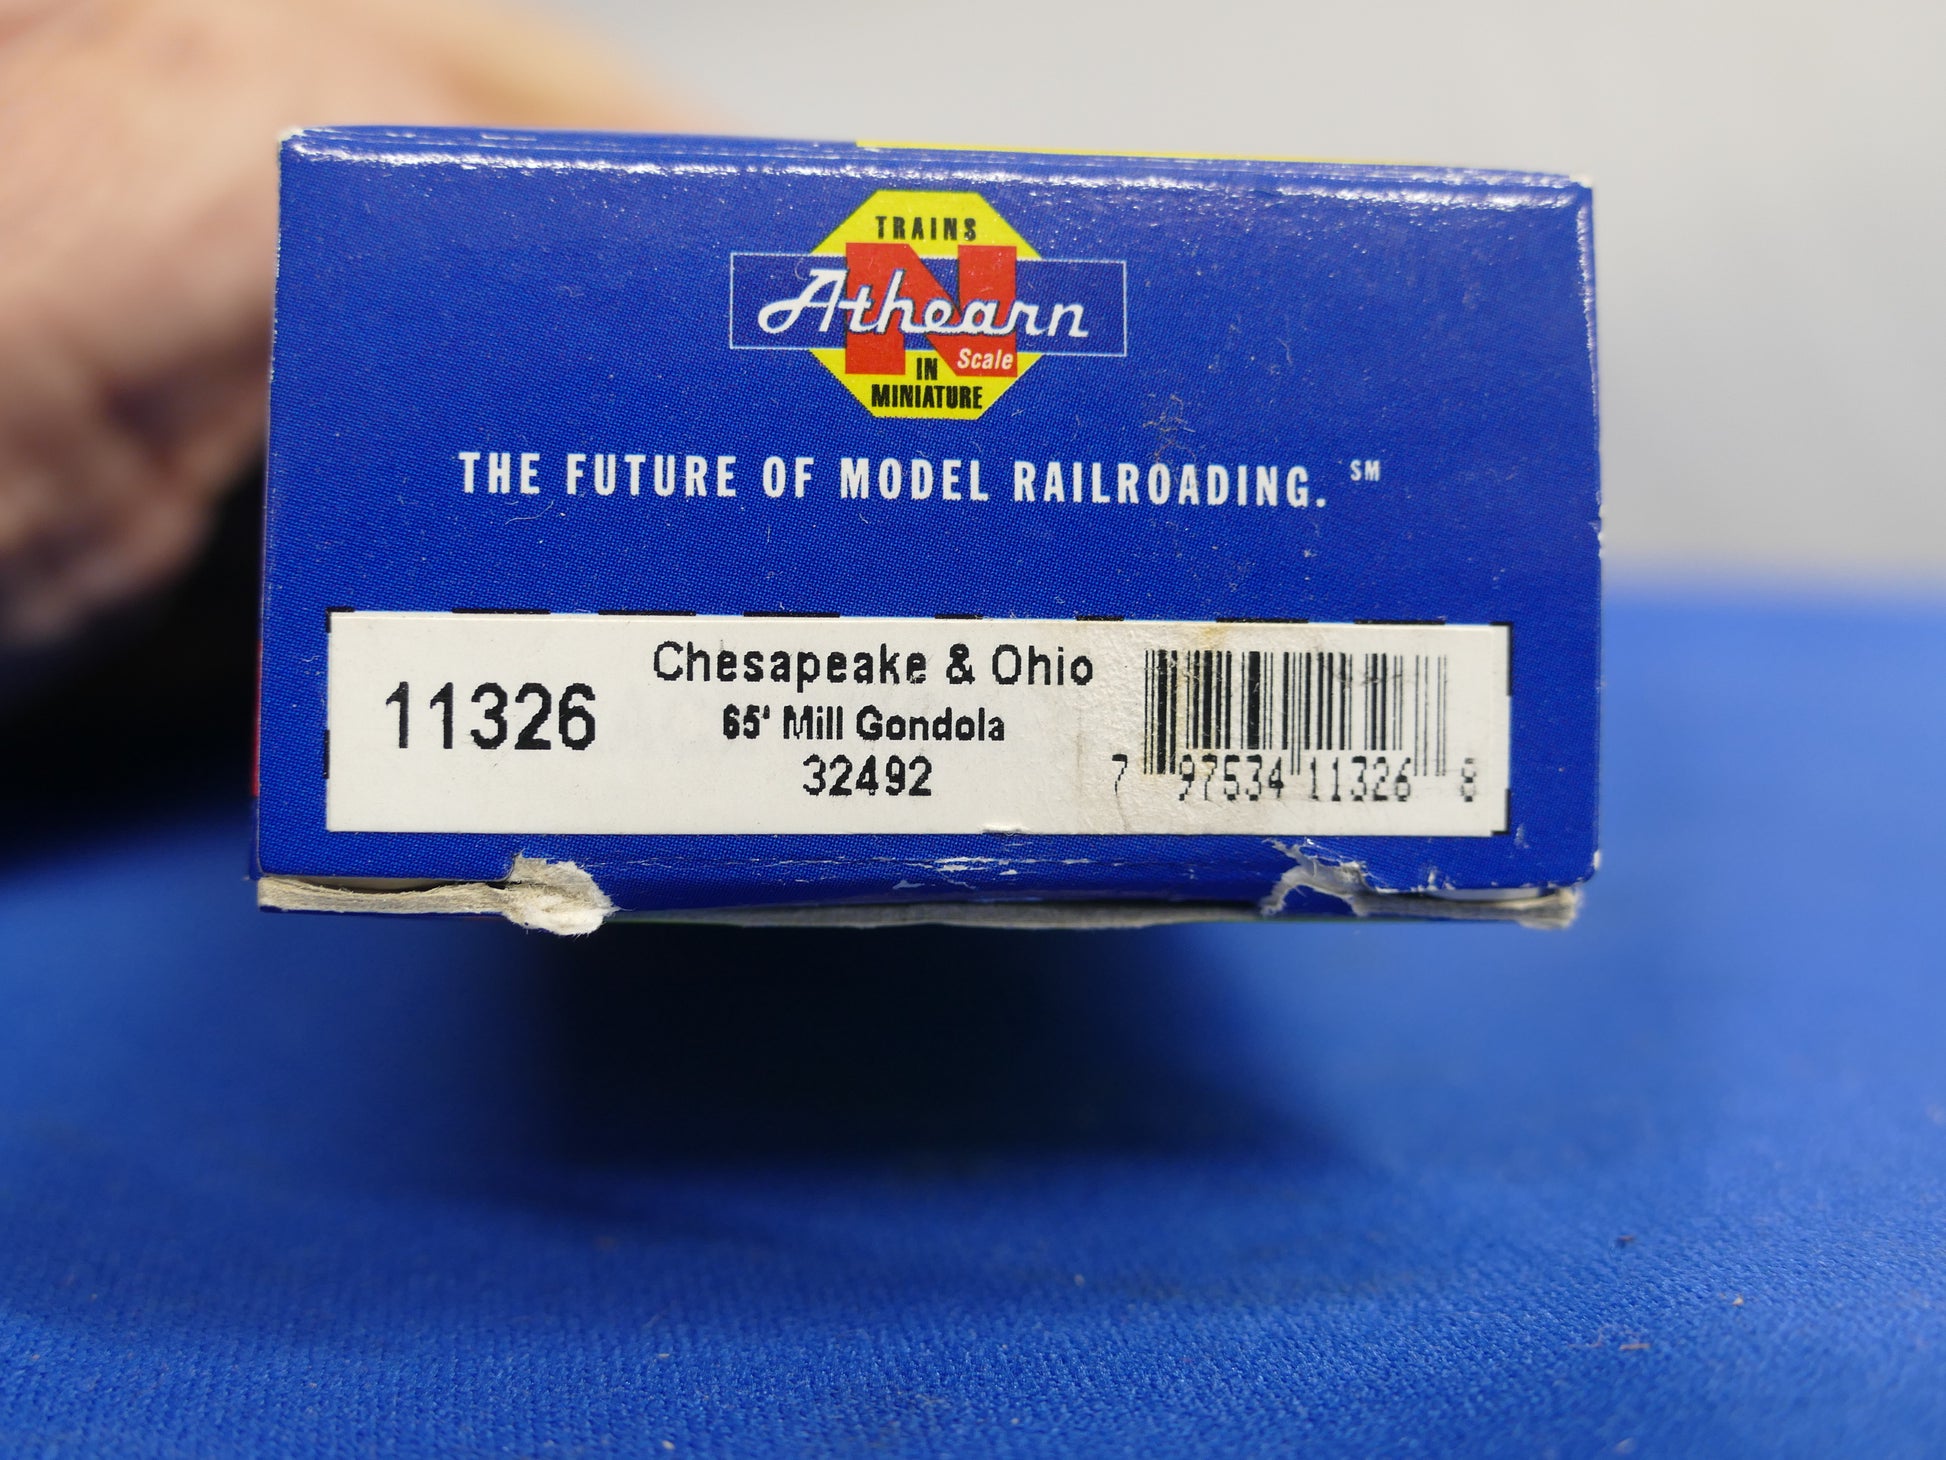 TRAINS
N
Athearn
Scale
IN
MINIATURE
THE FUTURE OF MODEL RAILROADING. SM
11326
Chesapeake & Ohio
65' Mill Gondola
32492
7 97534 11326 8